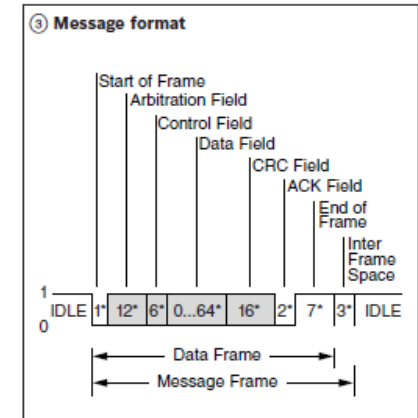 ③ Message format
Start of Frame
Arbitration Field
Control Field
Data Field
CRC Field
ACK Field
End of
Frame
Inter
Frame
Space
1
IDLE 1* 12* 6* 0...64* 16* 2* 7* 3* IDLE
0
Data Frame
Message Frame